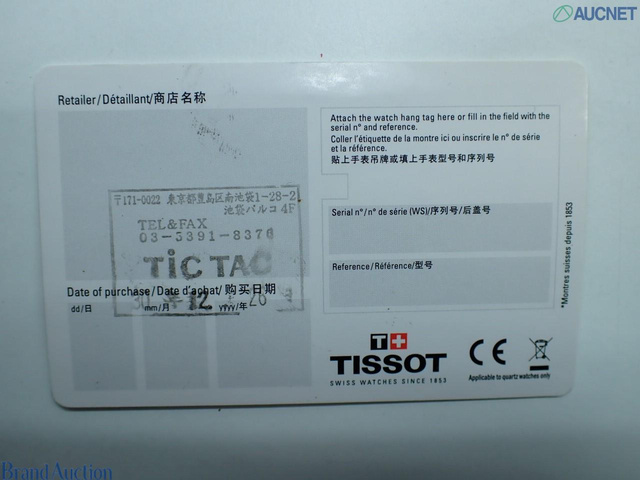 AUCNET
Retailer/Détaillant/商店名称
Attach the watch hang tag here or fill in the field with the
serial n° and reference.
Coller l'étiquette de la montre ici ou inscrire le n° de série
et la référence.
贴上手表吊牌或填上手表型号和序列号
〒171-0022 東京都豊島区南池袋1-28-2
池袋パルコ 4F
TEL&FAX
03-5391-8376
TiC TAC
Serial n°/n° de série (WS)/序列号/后盖号
Reference/Référence/型号
Date of purchase/Date d'achat/购买日期
dd/日 mm/月 yyyy/年
12 26
*Montres suisses depuis 1853
T+
TISSOT
SWISS WATCHES SINCE 1853
CE
Applicable to quartz watches only
Brand Auction